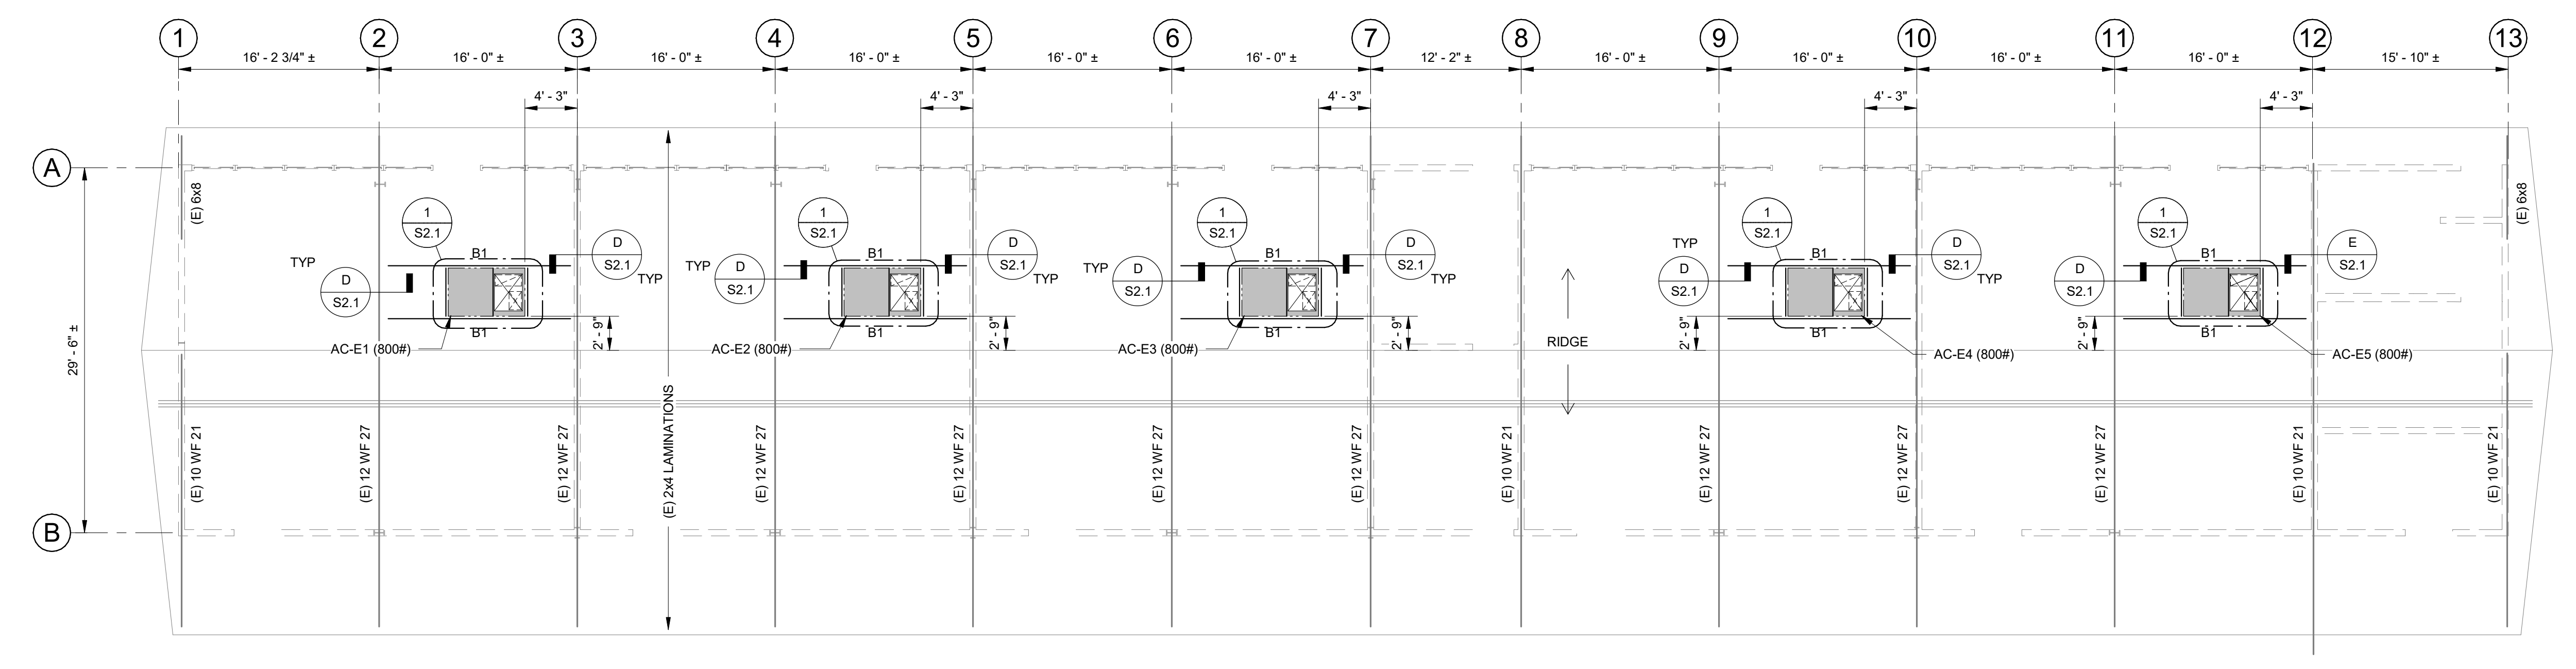 1 2 3 4 5 6 7 8 9 10 11 12 13
16' - 2 3/4" ± 16' - 0" ± 16' - 0" ± 16' - 0" ± 16' - 0" ± 16' - 0" ± 12' - 2" ± 16' - 0" ± 16' - 0" ± 16' - 0" ± 16' - 0" ± 15' - 10" ±
4' - 3" 4' - 3" 4' - 3" 4' - 3" 4' - 3"
A
(E) 6x8
(E) 6x8
1
S2.1
1
S2.1
1
S2.1
1
S2.1
1
S2.1
TYP
D
S2.1
B1
B1
D
S2.1
TYP
TYP
D
S2.1
B1
B1
D
S2.1
TYP
TYP
D
S2.1
B1
B1
D
S2.1
TYP
TYP
D
S2.1
B1
B1
D
S2.1
TYP
D
S2.1
B1
B1
E
S2.1
2' - 9" 2' - 9" 2' - 9" 2' - 9" 2' - 9"
AC-E1 (800#)
AC-E2 (800#)
AC-E3 (800#)
RIDGE
AC-E4 (800#)
AC-E5 (800#)
29' - 6" ±
(E) 10 WF 21
(E) 12 WF 27
(E) 12 WF 27
(E) 2x4 LAMINATIONS
(E) 12 WF 27
(E) 12 WF 27
(E) 12 WF 27
(E) 12 WF 27
(E) 10 WF 21
(E) 12 WF 27
(E) 12 WF 27
(E) 12 WF 27
(E) 10 WF 21
(E) 10 WF 21
B